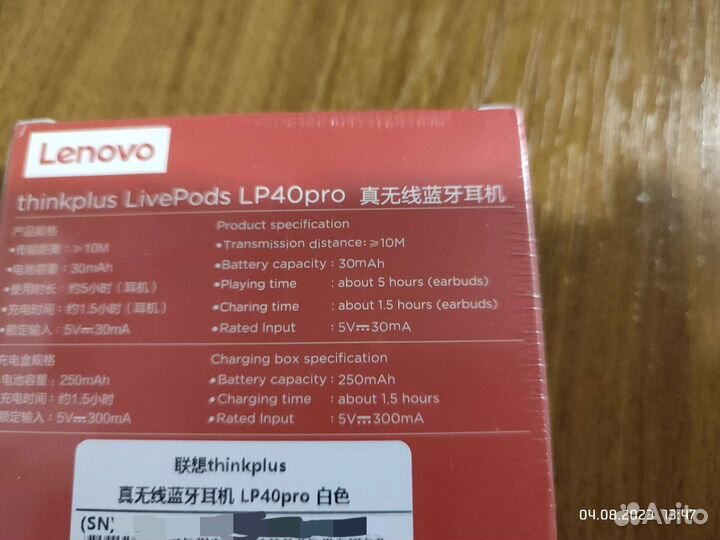 Lenovo
thinkplus LivePods LP40pro 真无线蓝牙耳机
产品规格
•传输距离：≥10M
•电池容量：30mAh
•使用时长：约5小时（耳机）
•充电时间：约1.5小时（耳机）
•额定输入：5V⎓30mA
Product specification
•Transmission distance: ≥10M
•Battery capacity : 30mAh
•Playing time : about 5 hours (earbuds)
•Charing time : about 1.5 hours (earbuds)
•Rated Input : 5V⎓30mA
充电盒规格
电池容量：250mAh
充电时间：约1.5小时
额定输入：5V⎓300mA
Charging box specification
•Battery capacity : 250mAh
•Charging time : about 1.5 hours
•Rated Input : 5V⎓300mA
联想thinkplus
真无线蓝牙耳机 LP40pro 白色
(SN)
04.08.2023 13:47
Avito